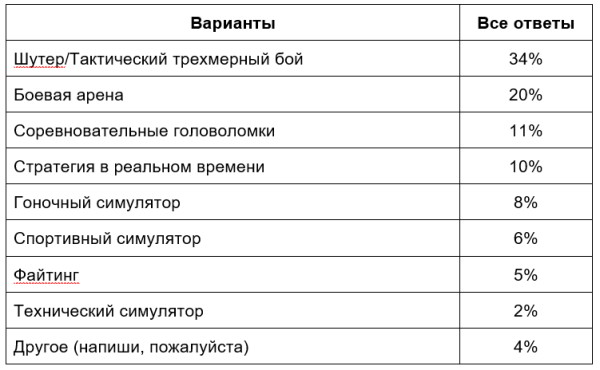 Варианты Все ответы
Шутер/Тактический трехмерный бой 34%
Боевая арена 20%
Соревновательные головоломки 11%
Стратегия в реальном времени 10%
Гоночный симулятор 8%
Спортивный симулятор 6%
Файтинг 5%
Технический симулятор 2%
Другое (напиши, пожалуйста) 4%